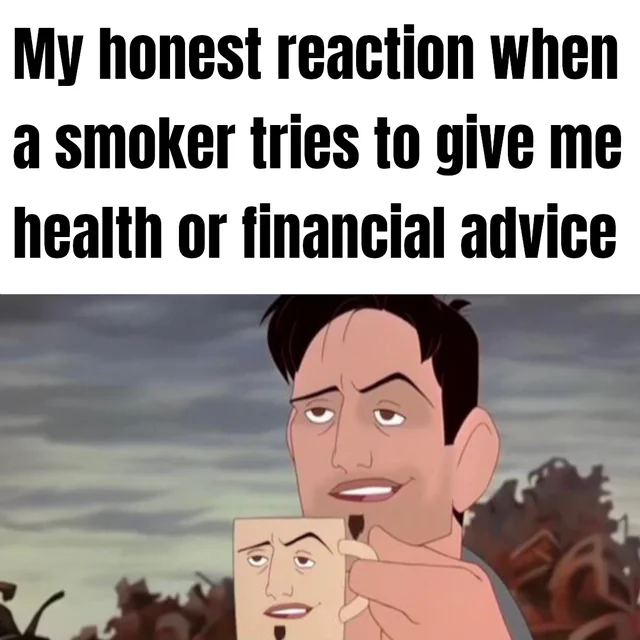 My honest reaction when
a smoker tries to give me
health or financial advice